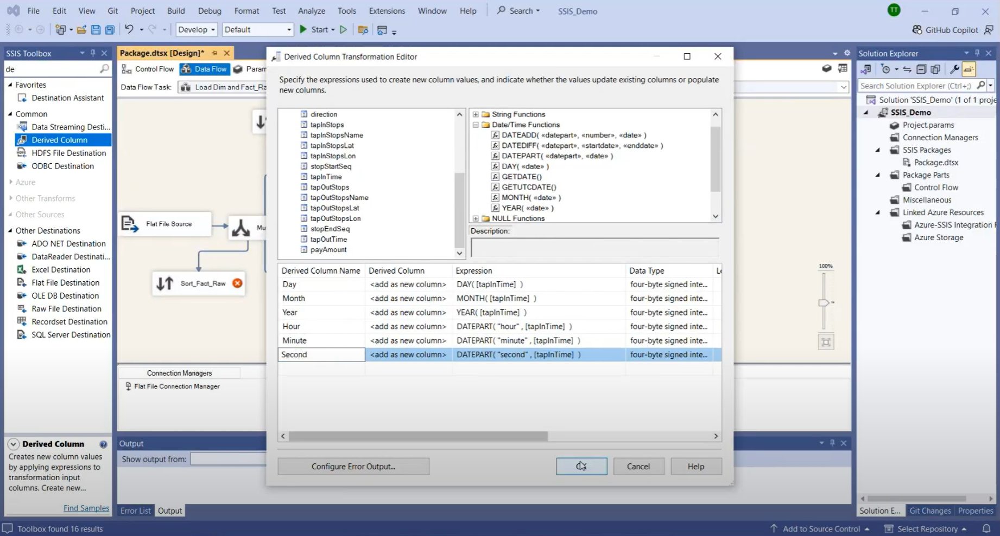 File Edit View Git Project Build Debug Format Test Analyze Tools Extensions Window Help Search SSIS_Demo TT
Develop Default Start GitHub Copilot
SSIS Toolbox
de
Favorites
Destination Assistant
Common
Data Streaming Desti...
Derived Column
HDFS File Destination
ODBC Destination
Azure
Other Transforms
Other Sources
Other Destinations
ADO NET Destination
DataReader Destinati...
Excel Destination
Flat File Destination
OLE DB Destination
Raw File Destination
Recordset Destination
SQL Server Destination
Derived Column
Creates new column values
by applying expressions to
transformation input
columns. Create new...
Find Samples
Package.dtsx [Design]*
Control Flow Data Flow Param
Data Flow Task: Load Dim and Fact_Ra
Flat File Source
Mu
Sort_Fact_Raw
100%
Connection Managers
Flat File Connection Manager
Output
Show output from:
Error List Output
Derived Column Transformation Editor
Specify the expressions used to create new column values, and indicate whether the values update existing columns or populate
new columns.
direction
tapInStops
tapInStopsName
tapInStopsLat
tapInStopsLon
stopStartSeq
tapInTime
tapOutStops
tapOutStopsName
tapOutStopsLat
tapOutStopsLon
stopEndSeq
tapOutTime
payAmount
String Functions
Date/Time Functions
DATEADD( «datepart», «number», «date» )
DATEDIFF( «datepart», «startdate», «enddate» )
DATEPART( «datepart», «date» )
DAY( «date» )
GETDATE()
GETUTCDATE()
MONTH( «date» )
YEAR( «date» )
NULL Functions
Description:
Derived Column Name Derived Column Expression Data Type Le
Day <add as new column> DAY( [tapInTime] ) four-byte signed inte...
Month <add as new column> MONTH( [tapInTime] ) four-byte signed inte...
Year <add as new column> YEAR( [tapInTime] ) four-byte signed inte...
Hour <add as new column> DATEPART( "hour" , [tapInTime] ) four-byte signed inte...
Minute <add as new column> DATEPART( "minute" , [tapInTime] ) four-byte signed inte...
Second <add as new column> DATEPART( "second" , [tapInTime] ) four-byte signed inte...
Configure Error Output... Cancel Help
Solution Explorer
Search Solution Explorer (Ctrl+;)
Solution 'SSIS_Demo' (1 of 1 proje
SSIS_Demo
Project.params
Connection Managers
SSIS Packages
Package.dtsx
Package Parts
Control Flow
Miscellaneous
Linked Azure Resources
Azure-SSIS Integration
Azure Storage
Solution E... Git Changes Properties
Toolbox found 16 results Add to Source Control Select Repository